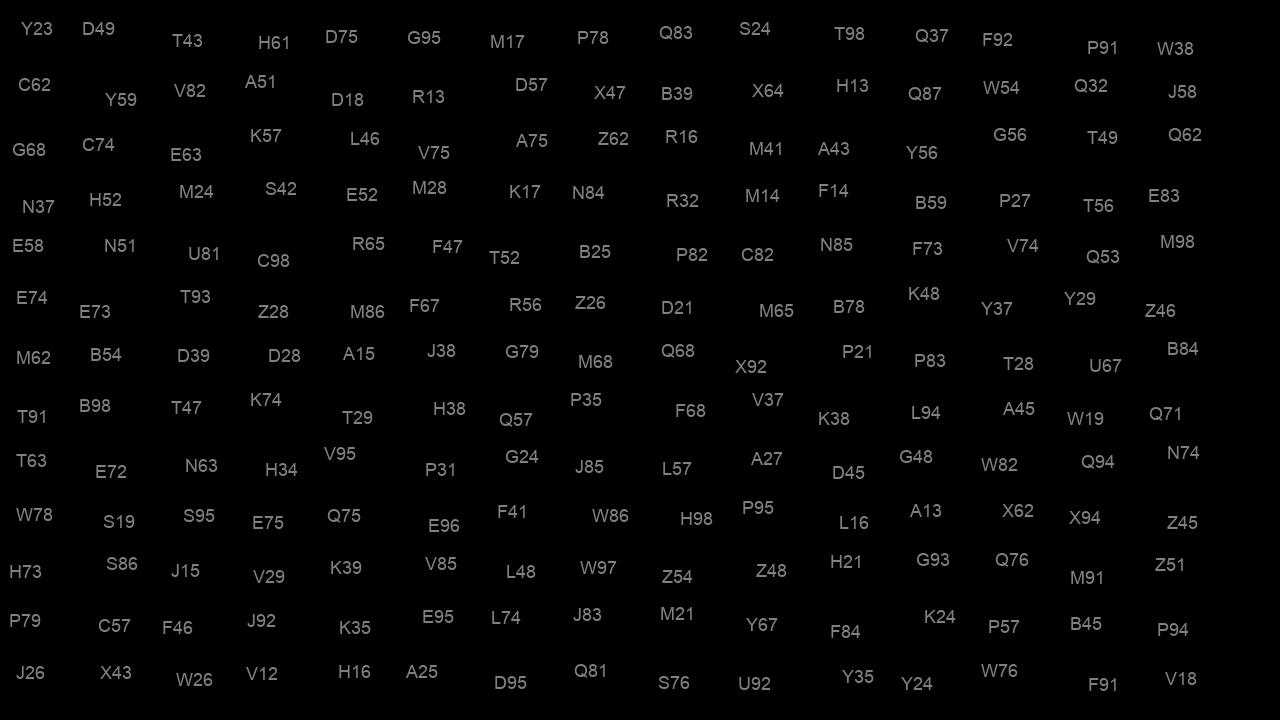 Y23 D49 T43 H61 D75 G95 M17 P78 Q83 S24 T98 Q37 F92 P91 W38
C62 Y59 V82 A51 D18 R13 D57 X47 B39 X64 H13 Q87 W54 Q32 J58
G68 C74 E63 K57 L46 V75 A75 Z62 R16 M41 A43 Y56 G56 T49 Q62
N37 H52 M24 S42 E52 M28 K17 N84 R32 M14 F14 B59 P27 T56 E83
E58 N51 U81 C98 R65 F47 T52 B25 P82 C82 N85 F73 V74 Q53 M98
E74 E73 T93 Z28 M86 F67 R56 Z26 D21 M65 B78 K48 Y37 Y29 Z46
M62 B54 D39 D28 A15 J38 G79 M68 Q68 X92 P21 P83 T28 U67 B84
T91 B98 T47 K74 T29 H38 Q57 P35 F68 V37 K38 L94 A45 W19 Q71
T63 E72 N63 H34 V95 P31 G24 J85 L57 A27 D45 G48 W82 Q94 N74
W78 S19 S95 E75 Q75 E96 F41 W86 H98 P95 L16 A13 X62 X94 Z45
H73 S86 J15 V29 K39 V85 L48 W97 Z54 Z48 H21 G93 Q76 M91 Z51
P79 C57 F46 J92 K35 E95 L74 J83 M21 Y67 F84 K24 P57 B45 P94
J26 X43 W26 V12 H16 A25 D95 Q81 S76 U92 Y35 Y24 W76 F91 V18